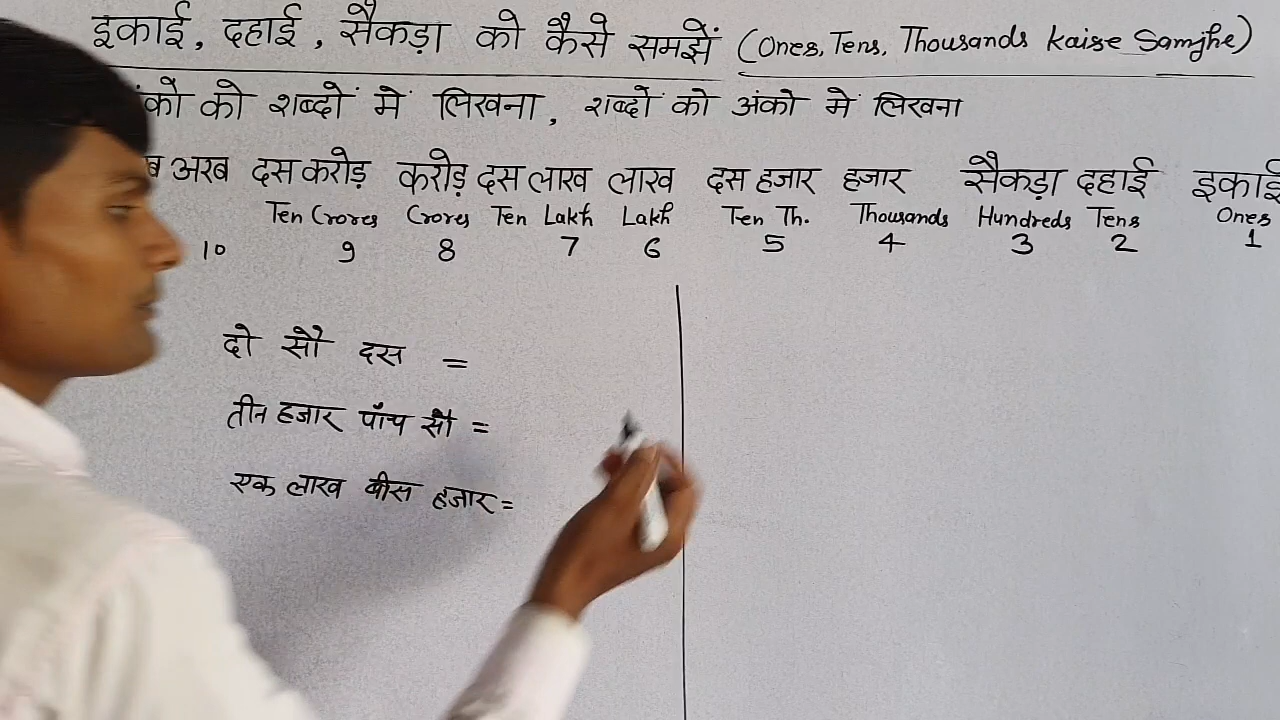 इकाई, दहाई, सैकड़ा को कैसे समझें (Ones, Tens, Thousands Kaise Samjhe)
को शब्दों में लिखना, शब्दों को अंको में लिखना
अरब दस करोड़ करोड़ दस लाख लाख दस हजार हजार सैकड़ा दहाई इकाई
Ten Crores Crores Ten Lakh Lakh Ten Th. Thousands Hundreds Tens Ones
10 9 8 7 6 5 4 3 2 1
दो सौ दस =
तीन हजार पाँच सौ =
एक लाख बीस हजार =